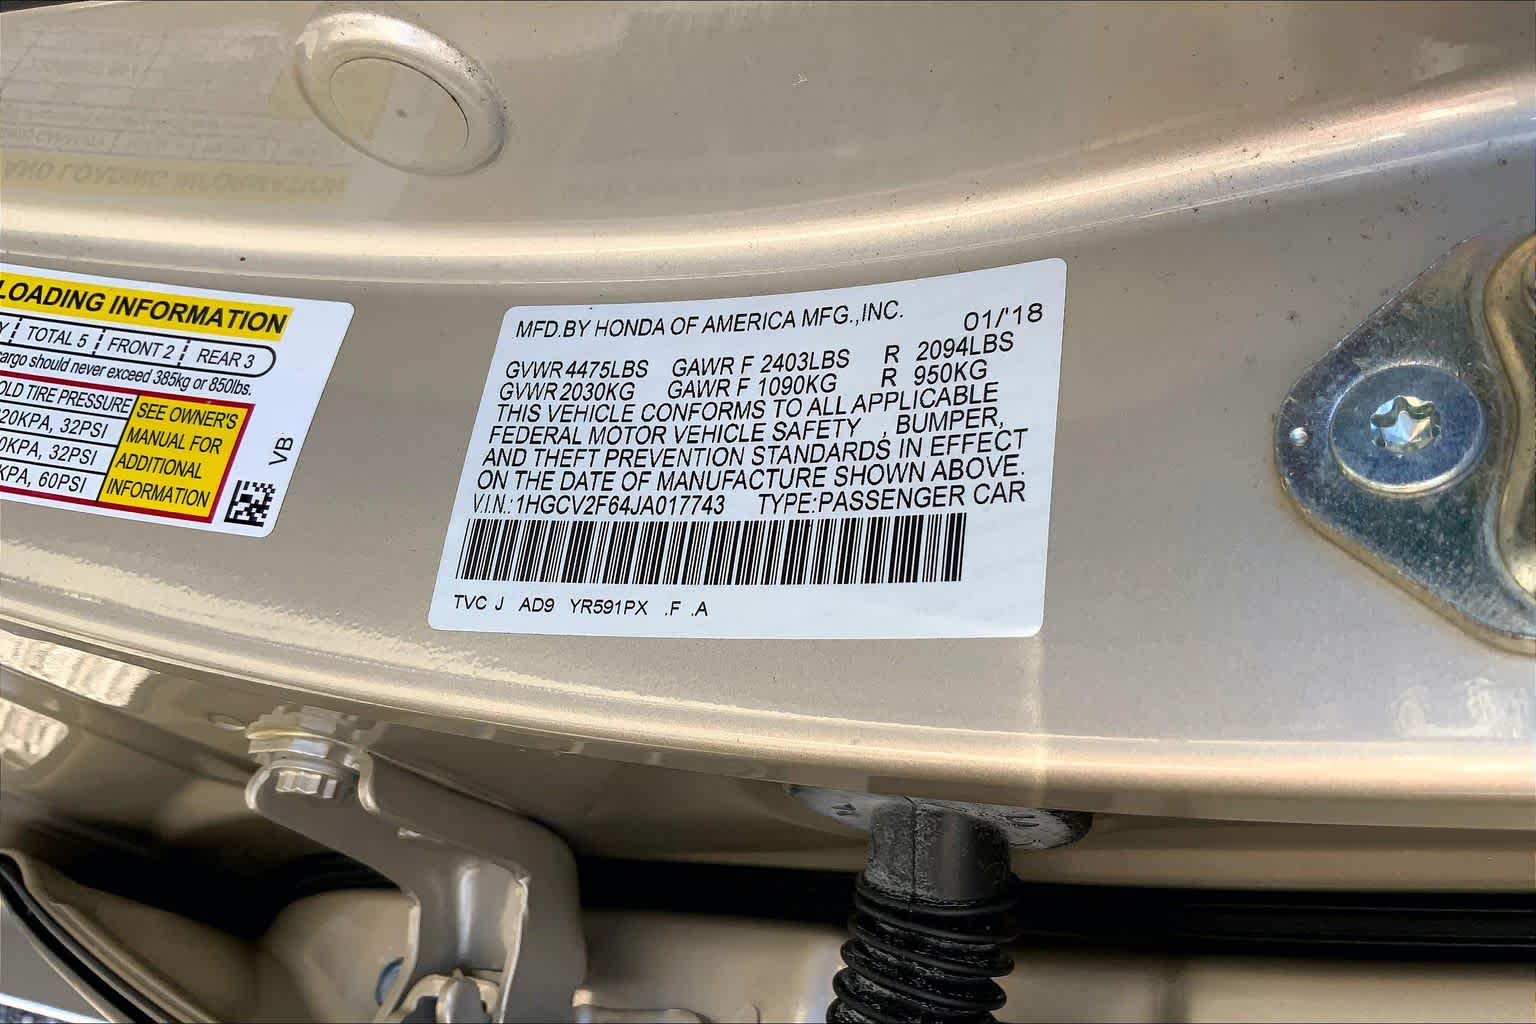 LOADING INFORMATION
TOTAL 5 FRONT 2 REAR 3
cargo should never exceed 385kg or 850lbs.
OLD TIRE PRESSURE
20KPA, 32PSI
0KPA, 32PSI
KPA, 60PSI
SEE OWNER'S
MANUAL FOR
ADDITIONAL
INFORMATION
VB
MFD.BY HONDA OF AMERICA MFG.,INC. 01/'18
GVWR 4475LBS GAWR F 2403LBS R 2094LBS
GVWR 2030KG GAWR F 1090KG R 950KG
THIS VEHICLE CONFORMS TO ALL APPLICABLE
FEDERAL MOTOR VEHICLE SAFETY , BUMPER,
AND THEFT PREVENTION STANDARDS IN EFFECT
ON THE DATE OF MANUFACTURE SHOWN ABOVE.
V.I.N.: 1HGCV2F64JA017743 TYPE:PASSENGER CAR
TVC J AD9 YR591PX .F .A